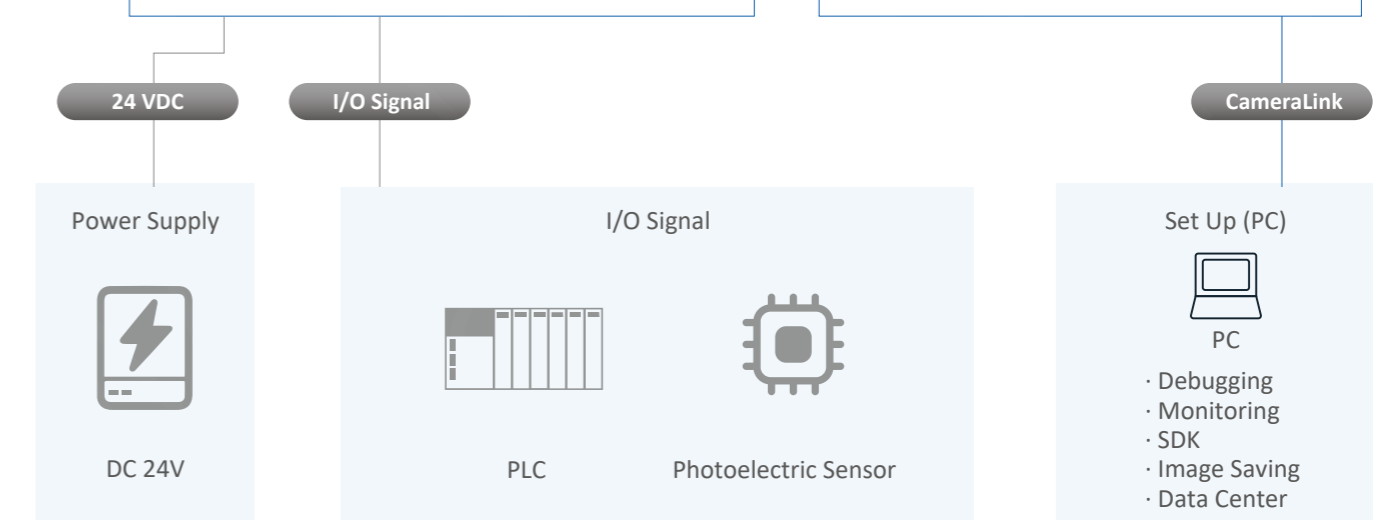 24 VDC
I/O Signal
CameraLink
Power Supply
DC 24V
I/O Signal
PLC
Photoelectric Sensor
Set Up (PC)
PC
· Debugging
· Monitoring
· SDK
· Image Saving
· Data Center